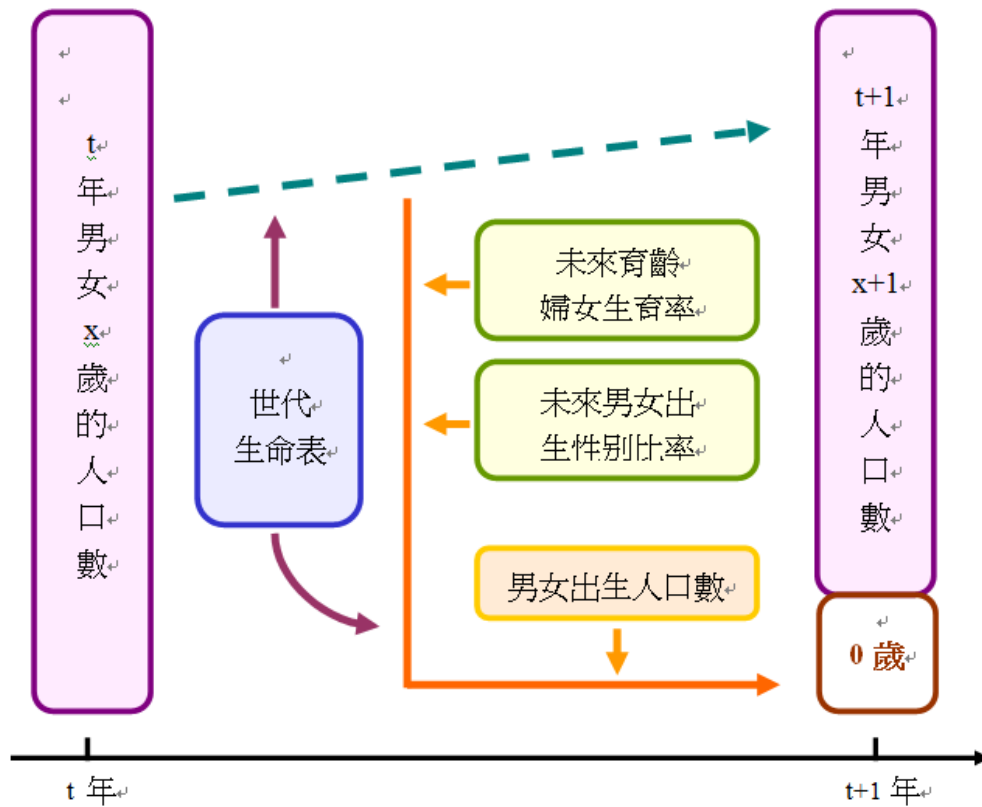 t
年
男
女
x
歲
的
人
口
數
世代
生命表
未來育齡
婦女生育率
未來男女出
生性別比率
男女出生人口數
t+1
年
男
女
x+1
歲
的
人
口
數
0 歲
t 年
t+1 年